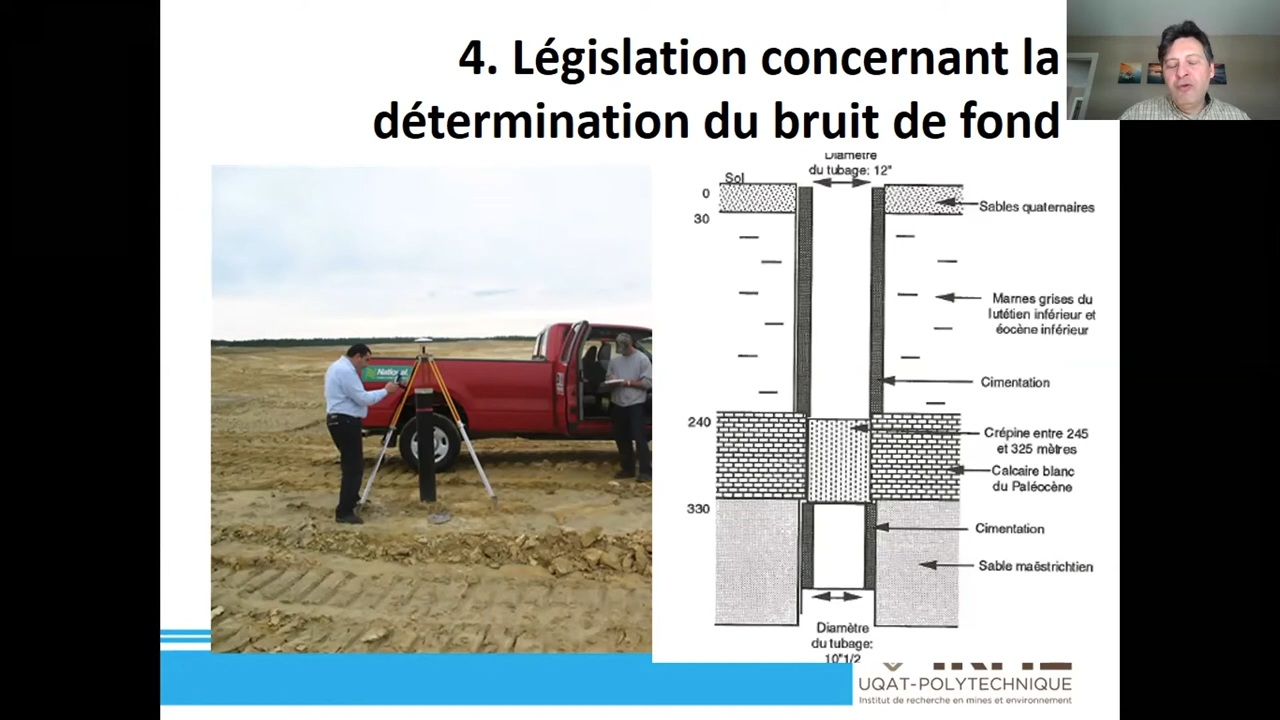 4. Législation concernant la
détermination du bruit de fond
National
Diamètre
du tubage: 12"
Sol
0
30
Sables quaternaires
Marnes grises du
lutétien inférieur et
éocène inférieur
Cimentation
240
Crépine entre 245
et 325 mètres
Calcaire blanc
du Paléocène
330
Cimentation
Sable maëstrichtien
Diamètre
du tubage:
10"1/2
UQAT-POLYTECHNIQUE
Institut de recherche en mines et environnement